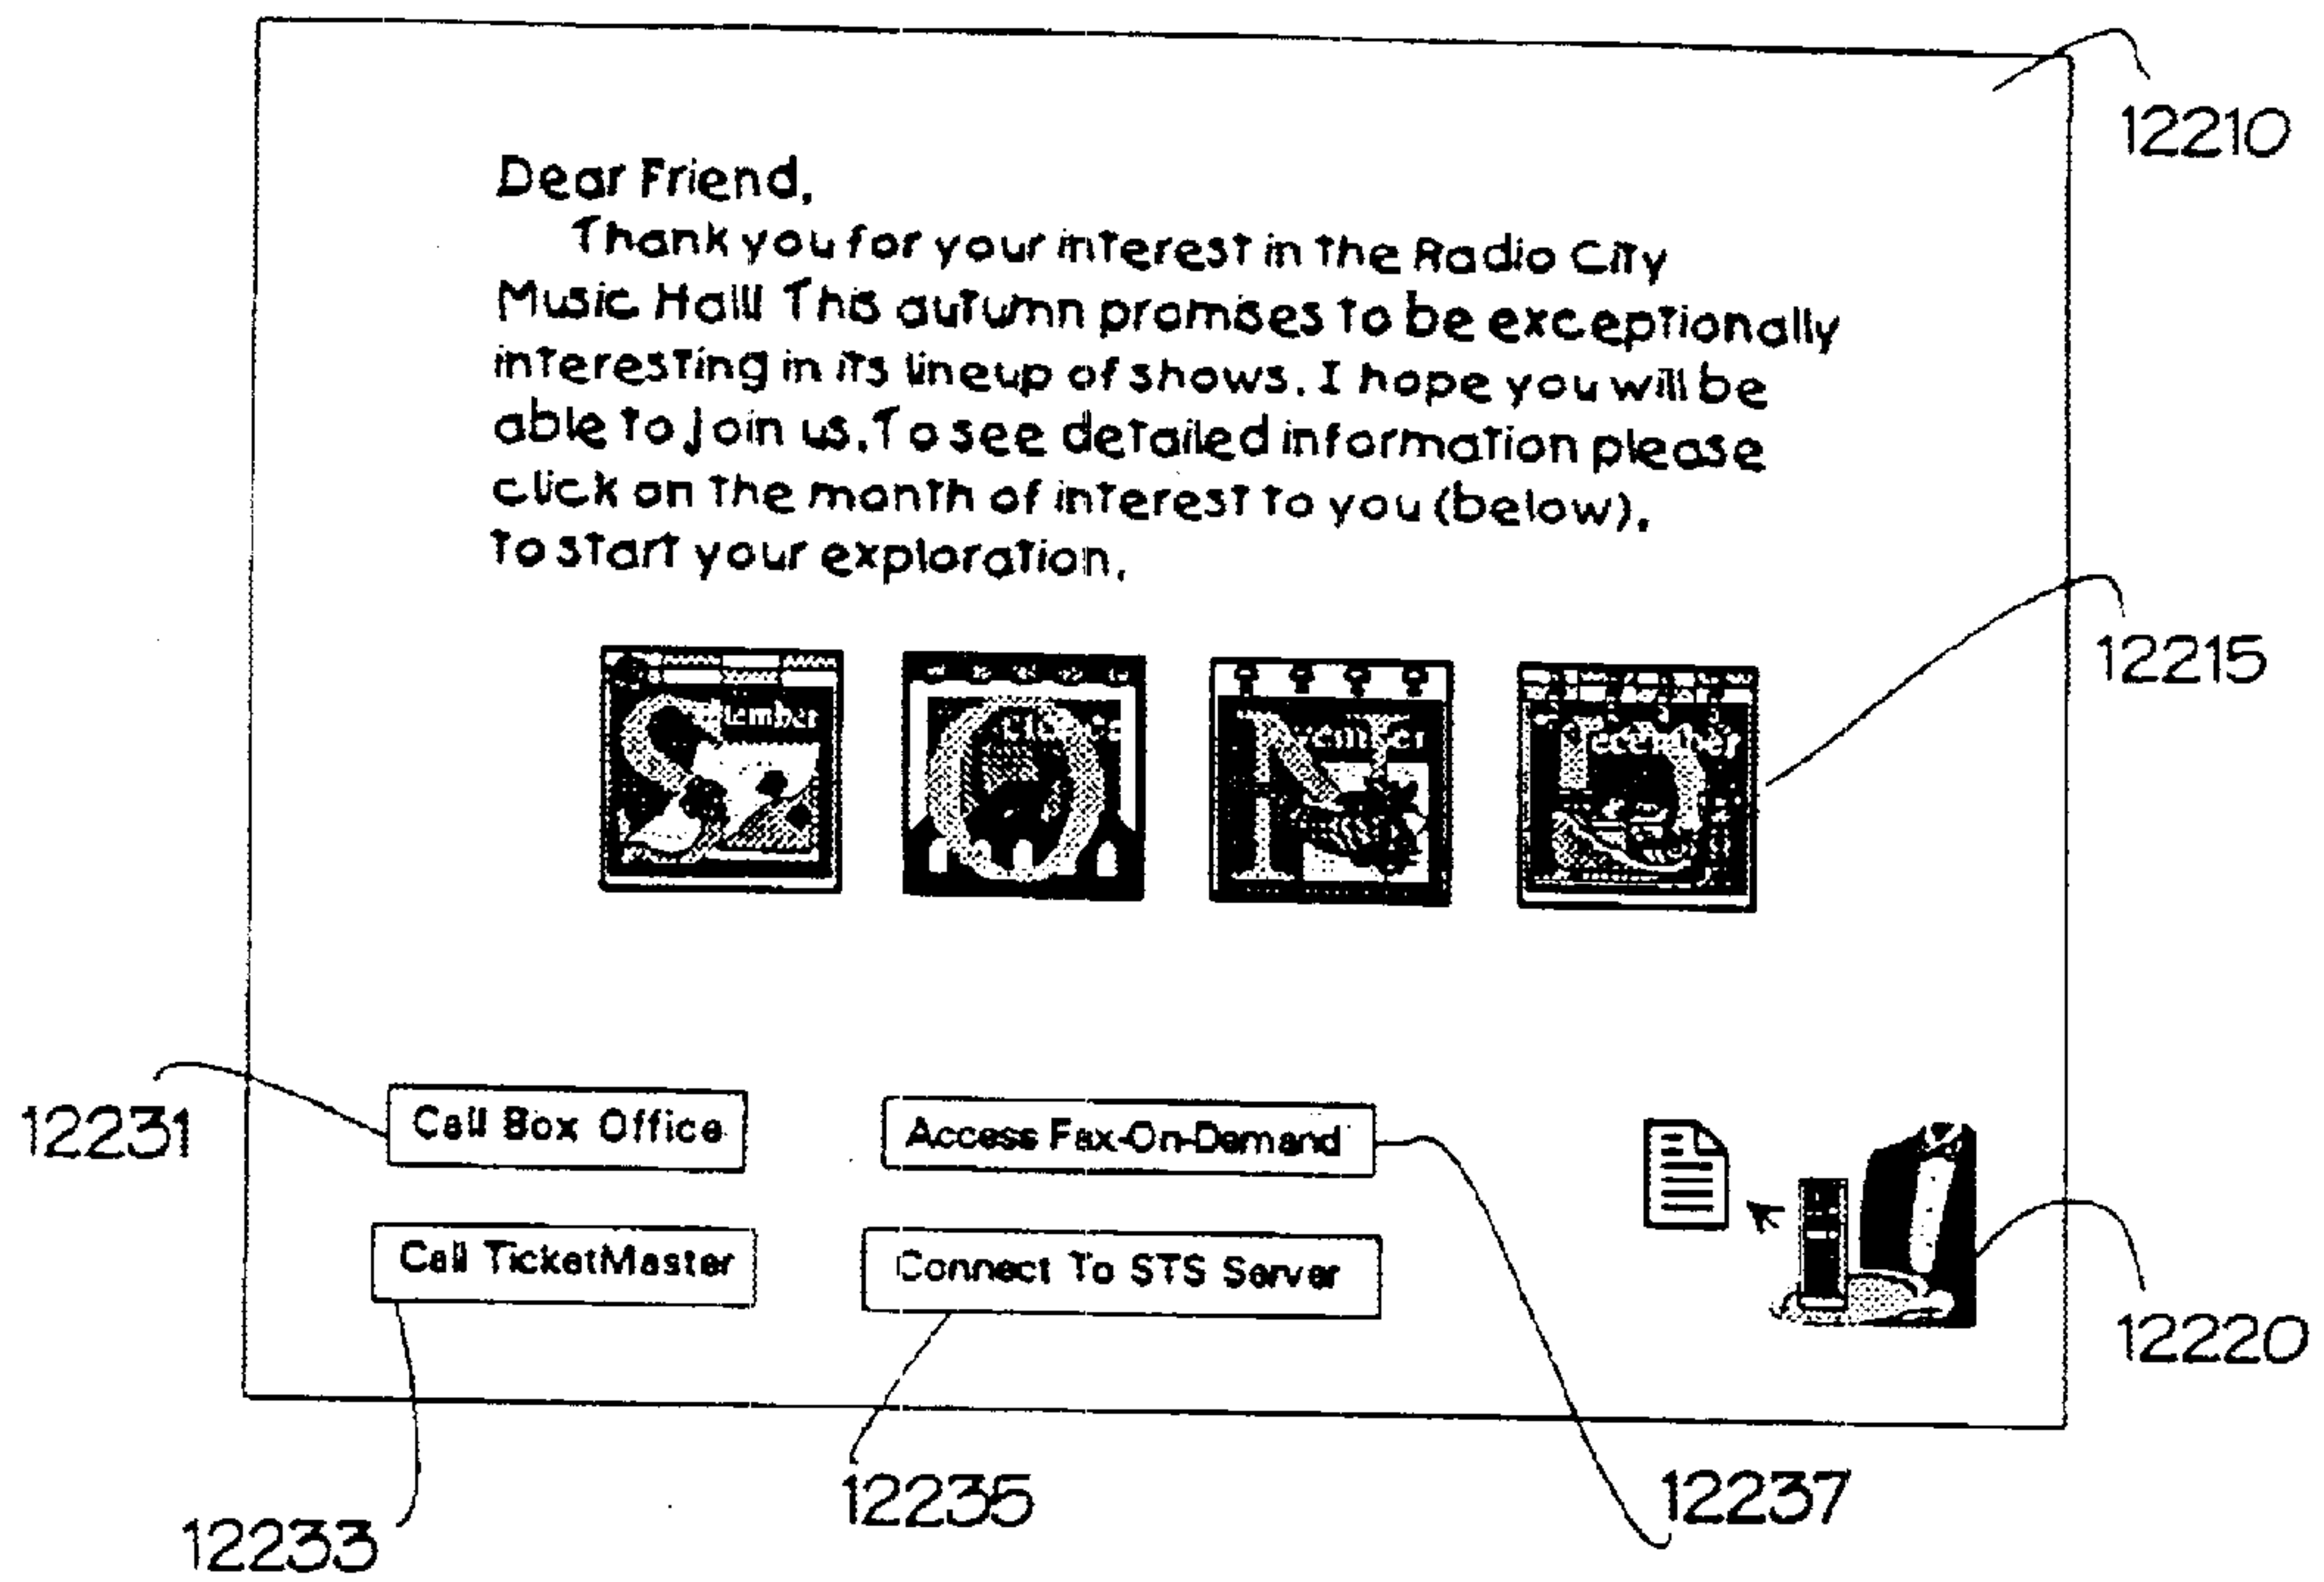 12210
Dear Friend,
Thank you for your interest in the Radio City
Music Hall! This autumn promises to be exceptionally
interesting in its lineup of shows. I hope you will be
able to join us. To see detailed information please
click on the month of interest to you (below),
to start your exploration.
12215
tember
vember
December
12231
Call Box Office
Access Fax-On-Demand
Call TicketMaster
Connect To STS Server
12220
12235
12237
12233